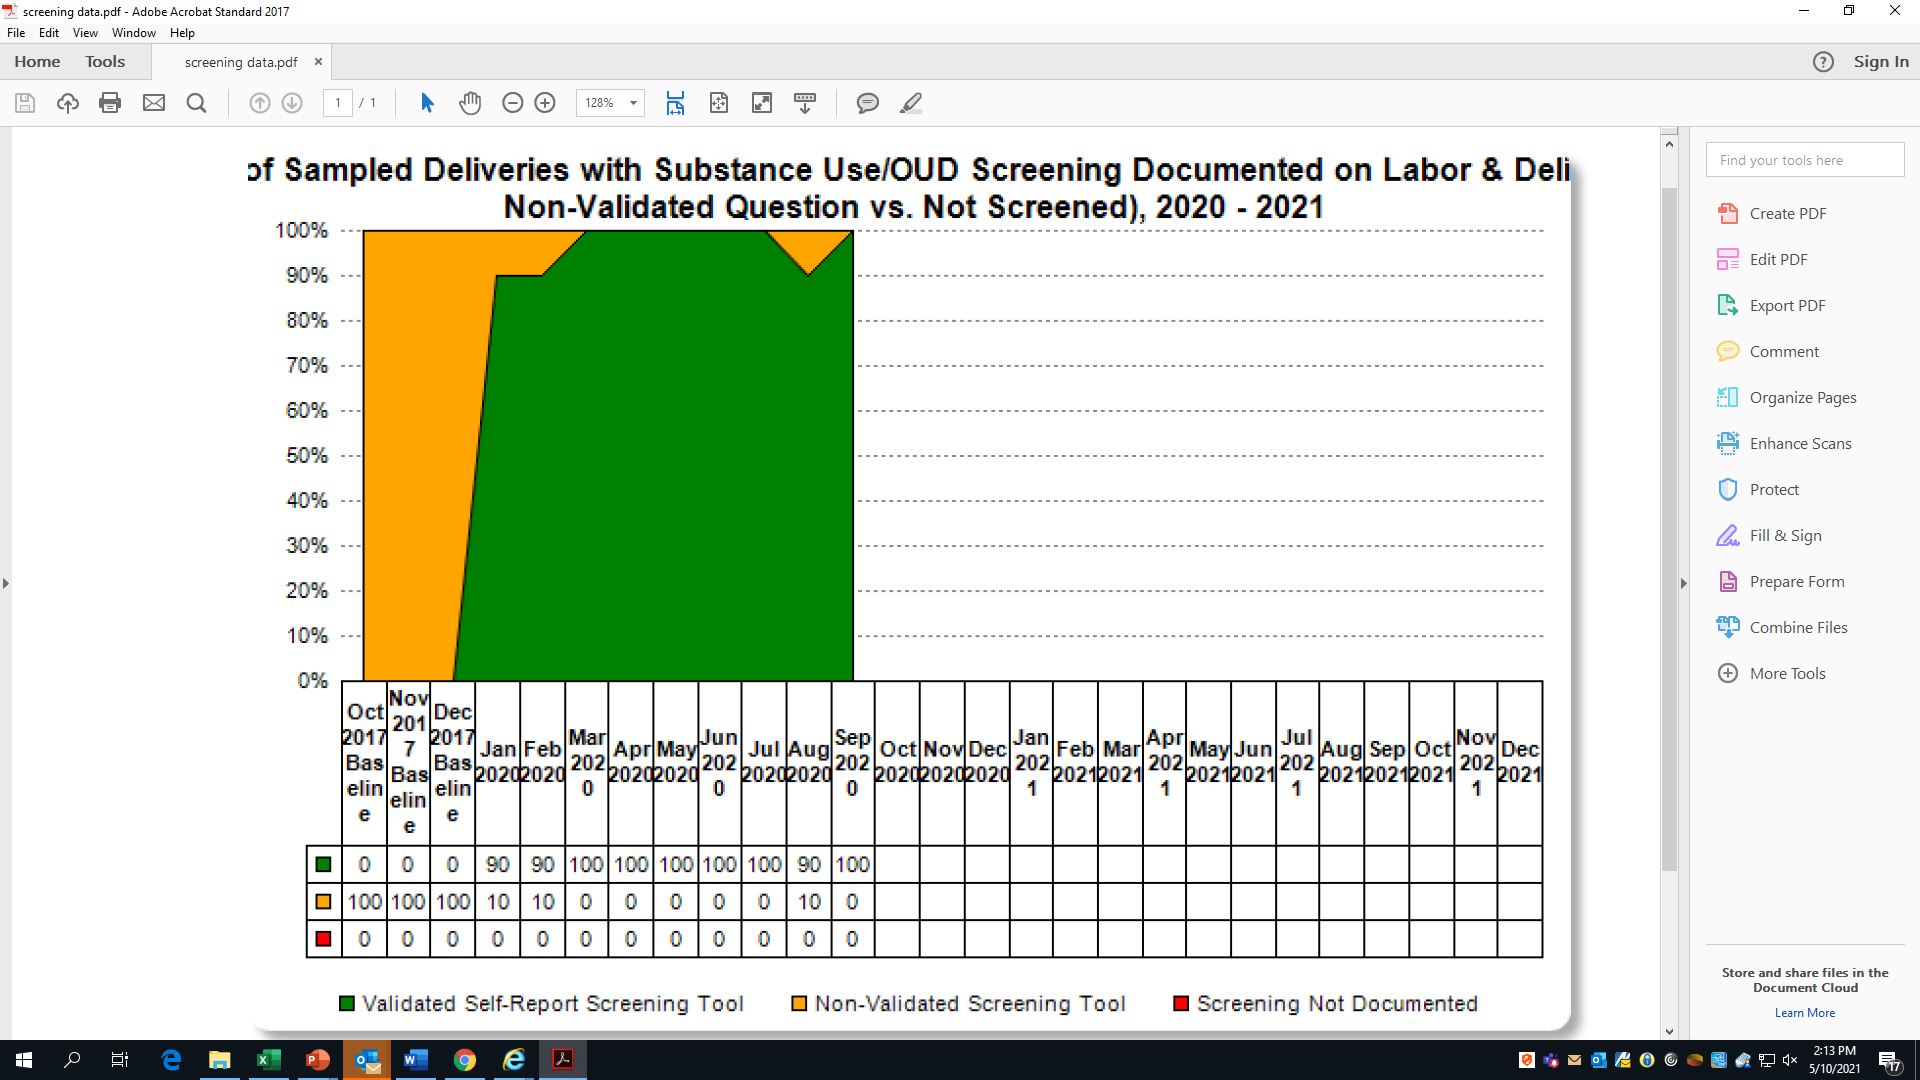 screening data.pdf - Adobe Acrobat Standard 2017
File Edit View Window Help
Home Tools screening data.pdf × Sign In
1 / 1 128%
of Sampled Deliveries with Substance Use/OUD Screening Documented on Labor & Deli
Non-Validated Question vs. Not Screened), 2020 - 2021
100%
90%
80%
70%
60%
50%
40%
30%
20%
10%
0%
Oct 2017 Baseline Nov 2017 Baseline Dec 2017 Baseline Jan 2020 Feb 2020 Mar 2020 Apr 2020 May 2020 Jun 2020 Jul 2020 Aug 2020 Sep 2020 Oct 2020 Nov 2020 Dec 2020 Jan 2021 Feb 2021 Mar 2021 Apr 2021 May 2021 Jun 2021 Jul 2021 Aug 2021 Sep 2021 Oct 2021 Nov 2021 Dec 2021
0 0 0 90 90 100 100 100 100 100 90 100
100 100 100 10 10 0 0 0 0 0 10 0
0 0 0 0 0 0 0 0 0 0 0 0
Validated Self-Report Screening Tool Non-Validated Screening Tool Screening Not Documented
Find your tools here
Create PDF
Edit PDF
Export PDF
Comment
Organize Pages
Enhance Scans
Protect
Fill & Sign
Prepare Form
Combine Files
More Tools
Store and share files in the
Document Cloud
Learn More
2:13 PM
5/10/2021
17